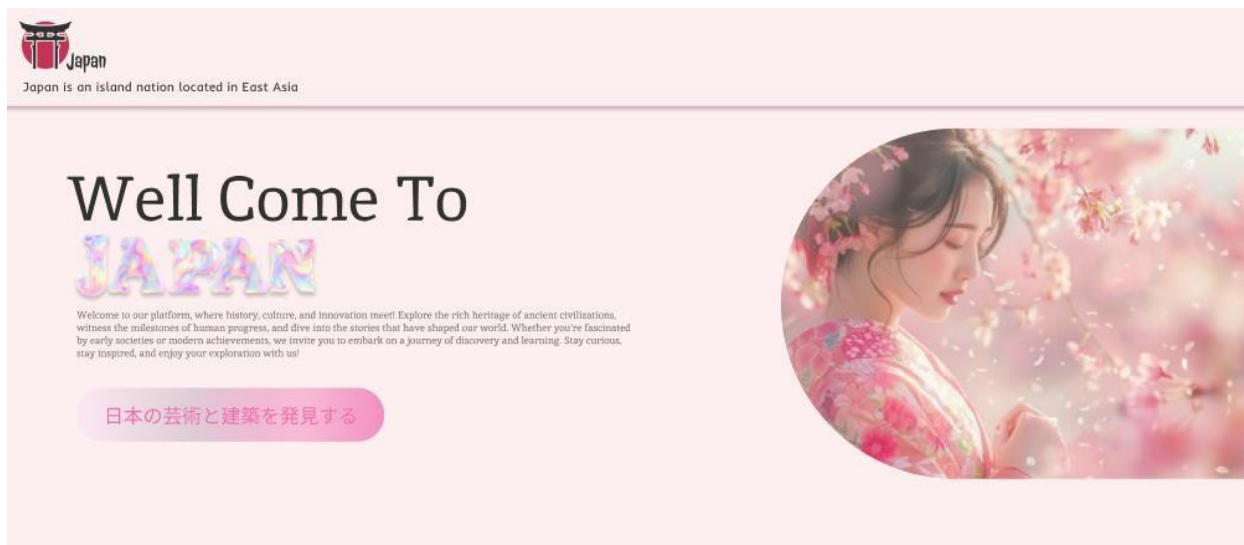 Japan
Japan is an island nation located in East Asia
Well Come To
JAPAN
Welcome to our platform, where history, culture, and innovation meet! Explore the rich heritage of ancient civilizations,
witness the milestones of human progress, and dive into the stories that have shaped our world. Whether you're fascinated
by early societies or modern achievements, we invite you to embark on a journey of discovery and learning. Stay curious,
stay inspired, and enjoy your exploration with us!
日本の芸術と建築を発見する